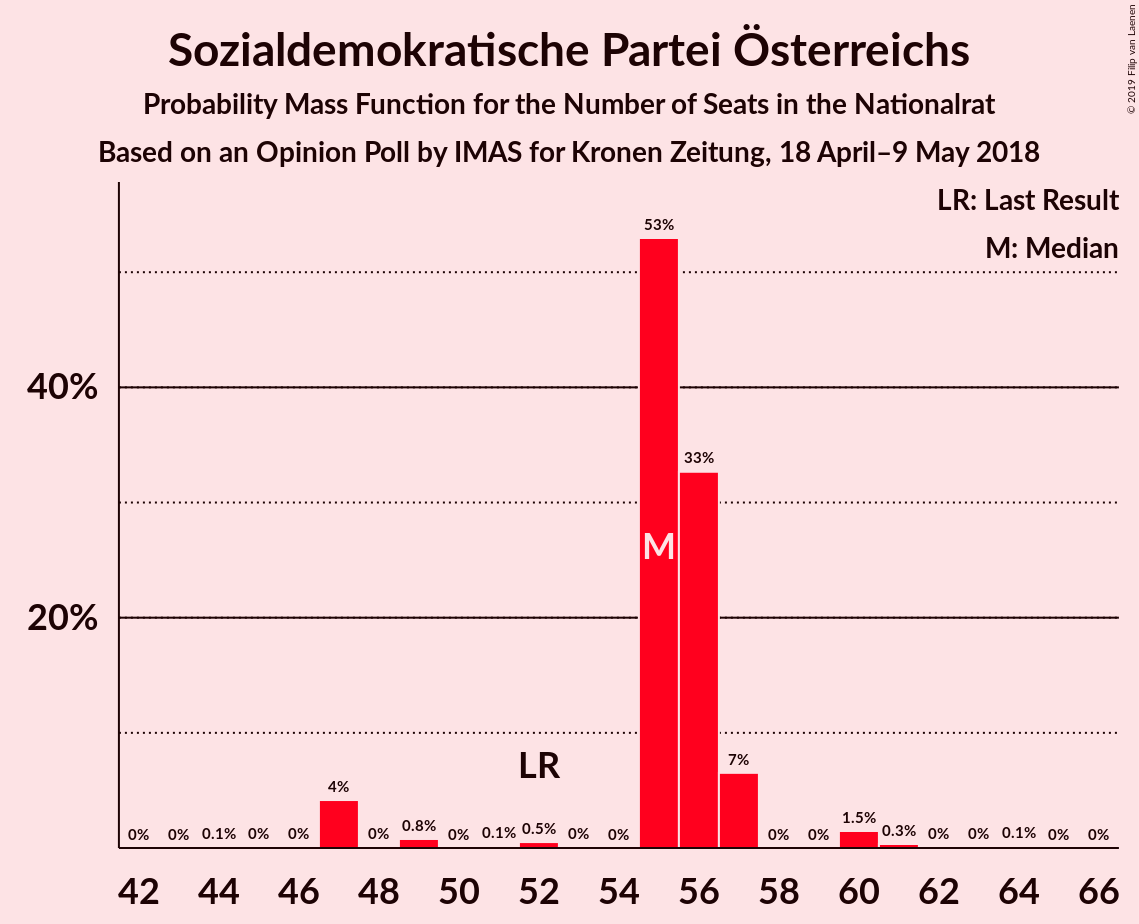 Sozialdemokratische Partei Österreichs
Probability Mass Function for the Number of Seats in the Nationalrat
Based on an Opinion Poll by IMAS for Kronen Zeitung, 18 April–9 May 2018
© 2019 Filip van Laenen
LR: Last Result
M: Median
53%
40%
33%
M
20%
LR
7%
4%
0% 0% 0.1% 0% 0% 0% 0.8% 0% 0.1% 0.5% 0% 0% 0% 0% 1.5% 0.3% 0% 0% 0.1% 0% 0%
42 44 46 48 50 52 54 56 58 60 62 64 66